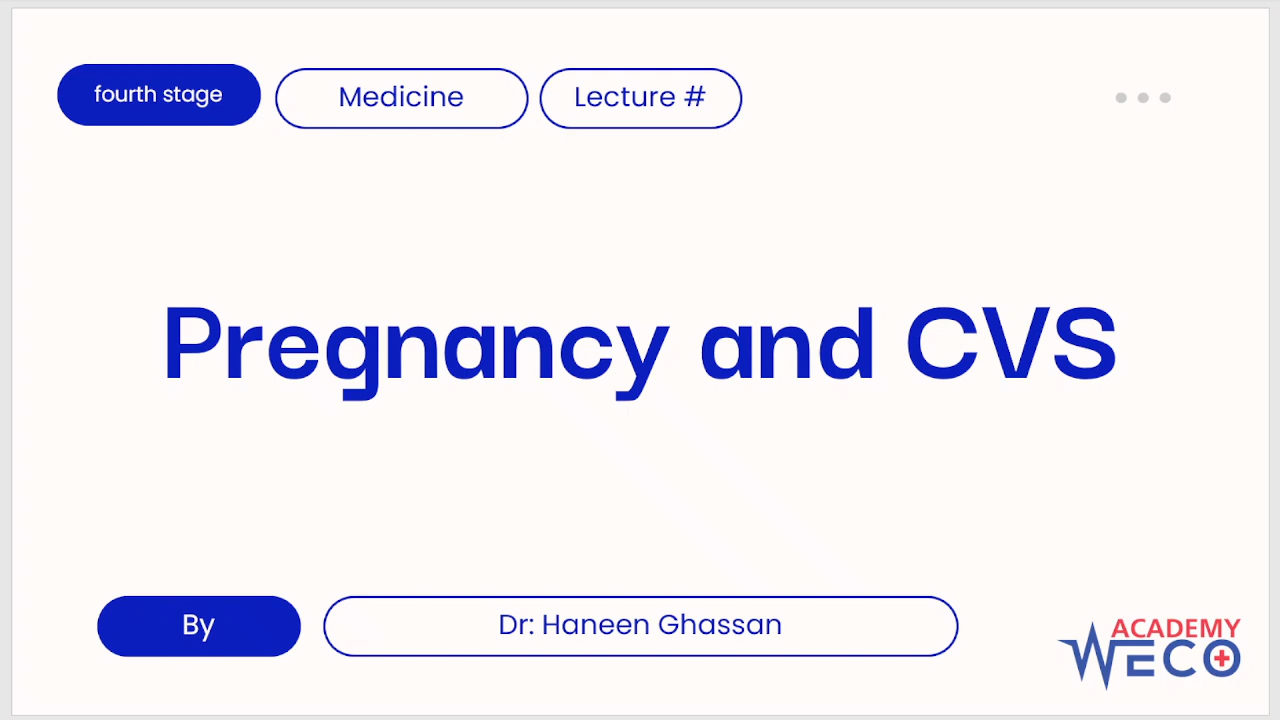 fourth stage
Medicine
Lecture #
Pregnancy and CVS
By
Dr: Haneen Ghassan
ACADEMY
WECO